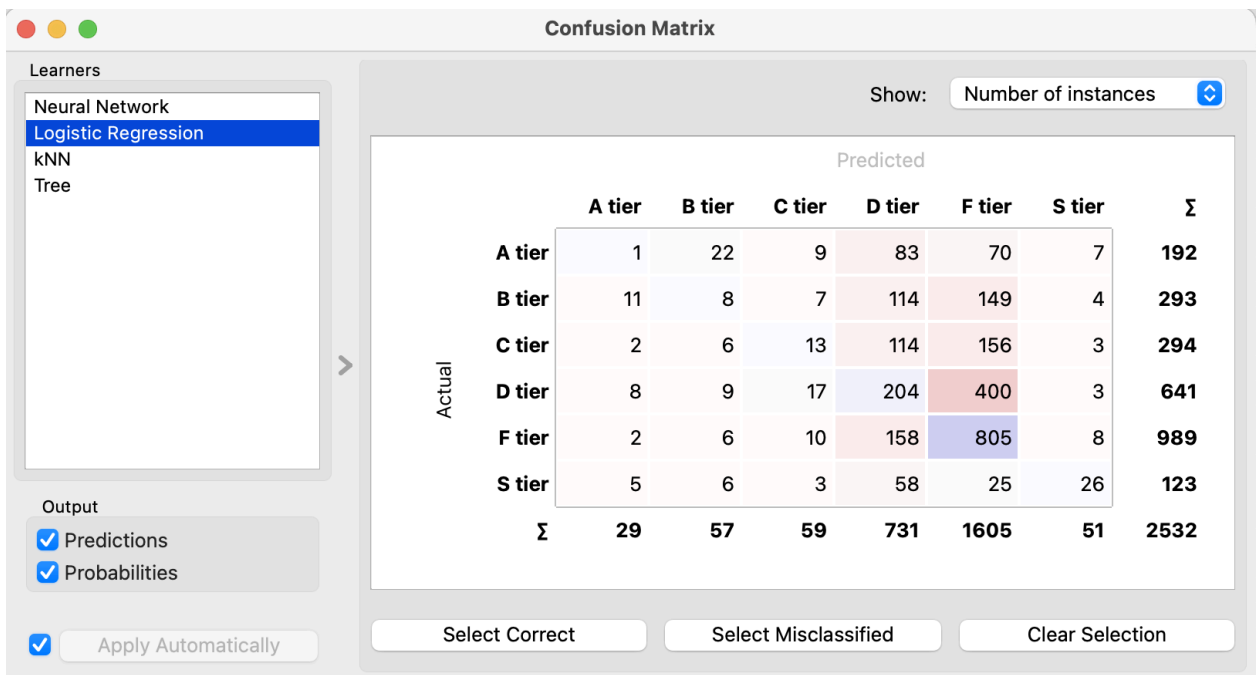 Confusion Matrix
Learners
Neural Network
Logistic Regression
kNN
Tree
Output
Predictions
Probabilities
Apply Automatically
Show: Number of instances
Predicted
A tier B tier C tier D tier F tier S tier Σ
Actual
A tier 1 22 9 83 70 7 192
B tier 11 8 7 114 149 4 293
C tier 2 6 13 114 156 3 294
D tier 8 9 17 204 400 3 641
F tier 2 6 10 158 805 8 989
S tier 5 6 3 58 25 26 123
Σ 29 57 59 731 1605 51 2532
Select Correct Select Misclassified Clear Selection